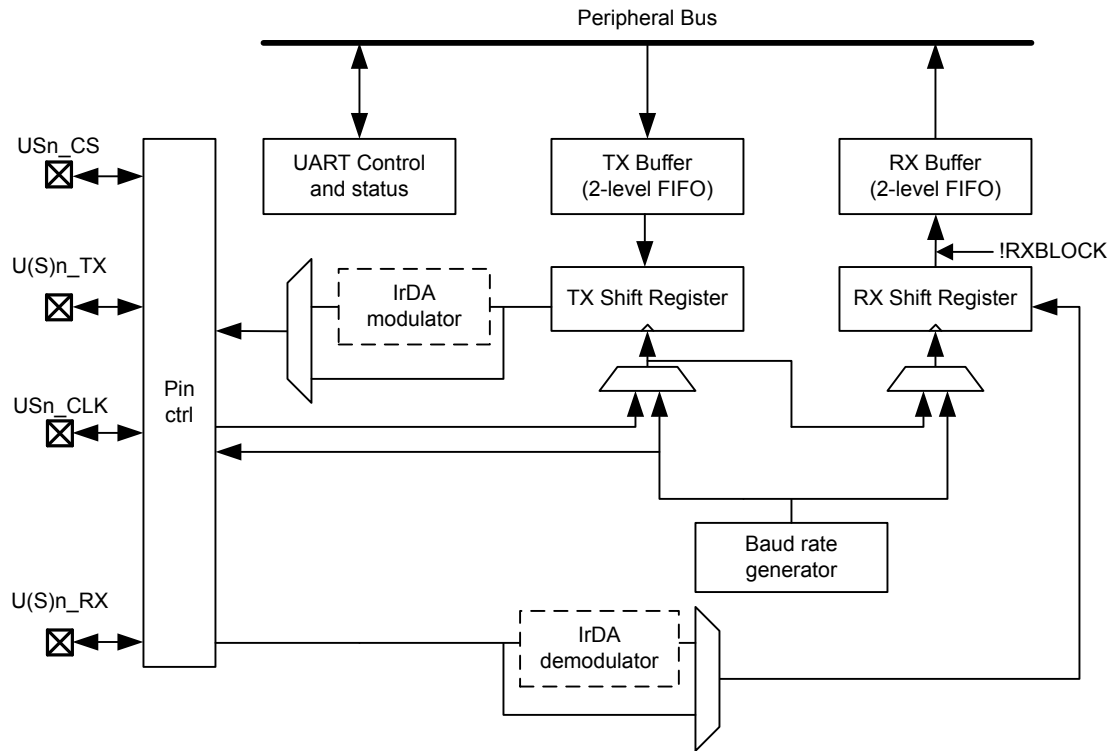 Peripheral Bus
USn_CS
UART Control
and status
TX Buffer
(2-level FIFO)
RX Buffer
(2-level FIFO)
!RXBLOCK
U(S)n_TX
IrDA
modulator
TX Shift Register
RX Shift Register
Pin
ctrl
USn_CLK
Baud rate
generator
U(S)n_RX
IrDA
demodulator